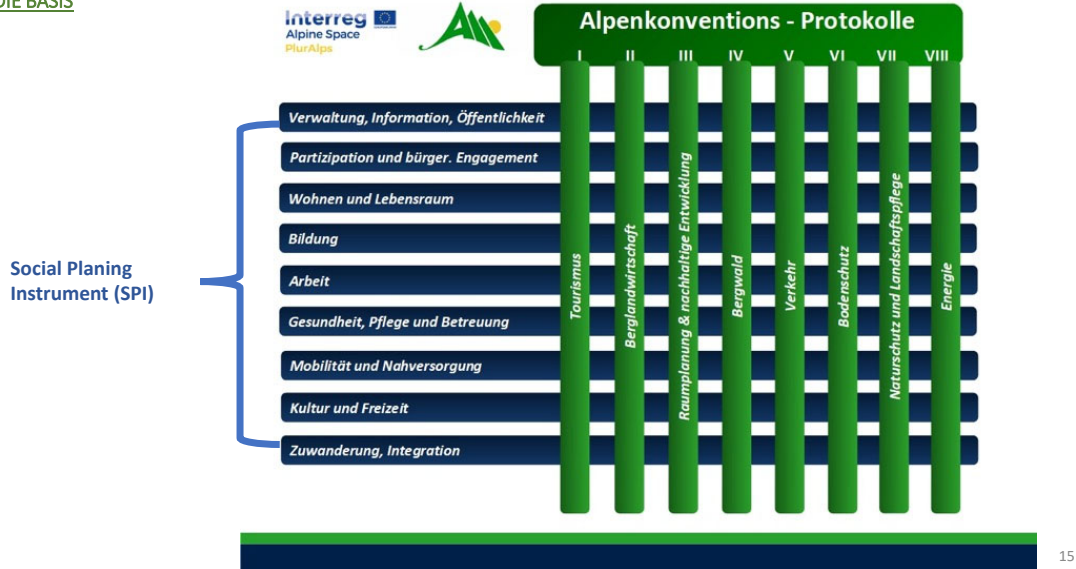 DIE BASIS
Interreg
Alpine Space
PlurAlps
Alpenkonventions - Protokolle
I II III IV V VI VII VIII
Verwaltung, Information, Öffentlichkeit
Partizipation und bürger. Engagement
Wohnen und Lebensraum
Bildung
Arbeit
Gesundheit, Pflege und Betreuung
Mobilität und Nahversorgung
Kultur und Freizeit
Zuwanderung, Integration
Tourismus
Berglandwirtschaft
Raumplanung & nachhaltige Entwicklung
Bergwald
Verkehr
Bodenschutz
Naturschutz und Landschaftspflege
Energie
Social Planing
Instrument (SPI)
15